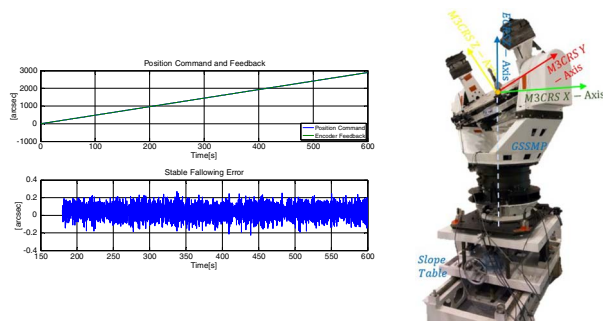 Position Command and Feedback
3000
2000
1000
0
-1000
[arcsec]
0 100 200 300 400 500 600
Time[s]
Position Command
Encoder Feedback
Stable Fallowing Error
0.4
0.2
0
-0.2
-0.4
[arcsec]
150 200 250 300 350 400 450 500 550 600
Time[s]
M3CRS Z – A
Axis
M3CRS Y
– Axis
M3CRS X – Axis
GSSMP
Slope
Table